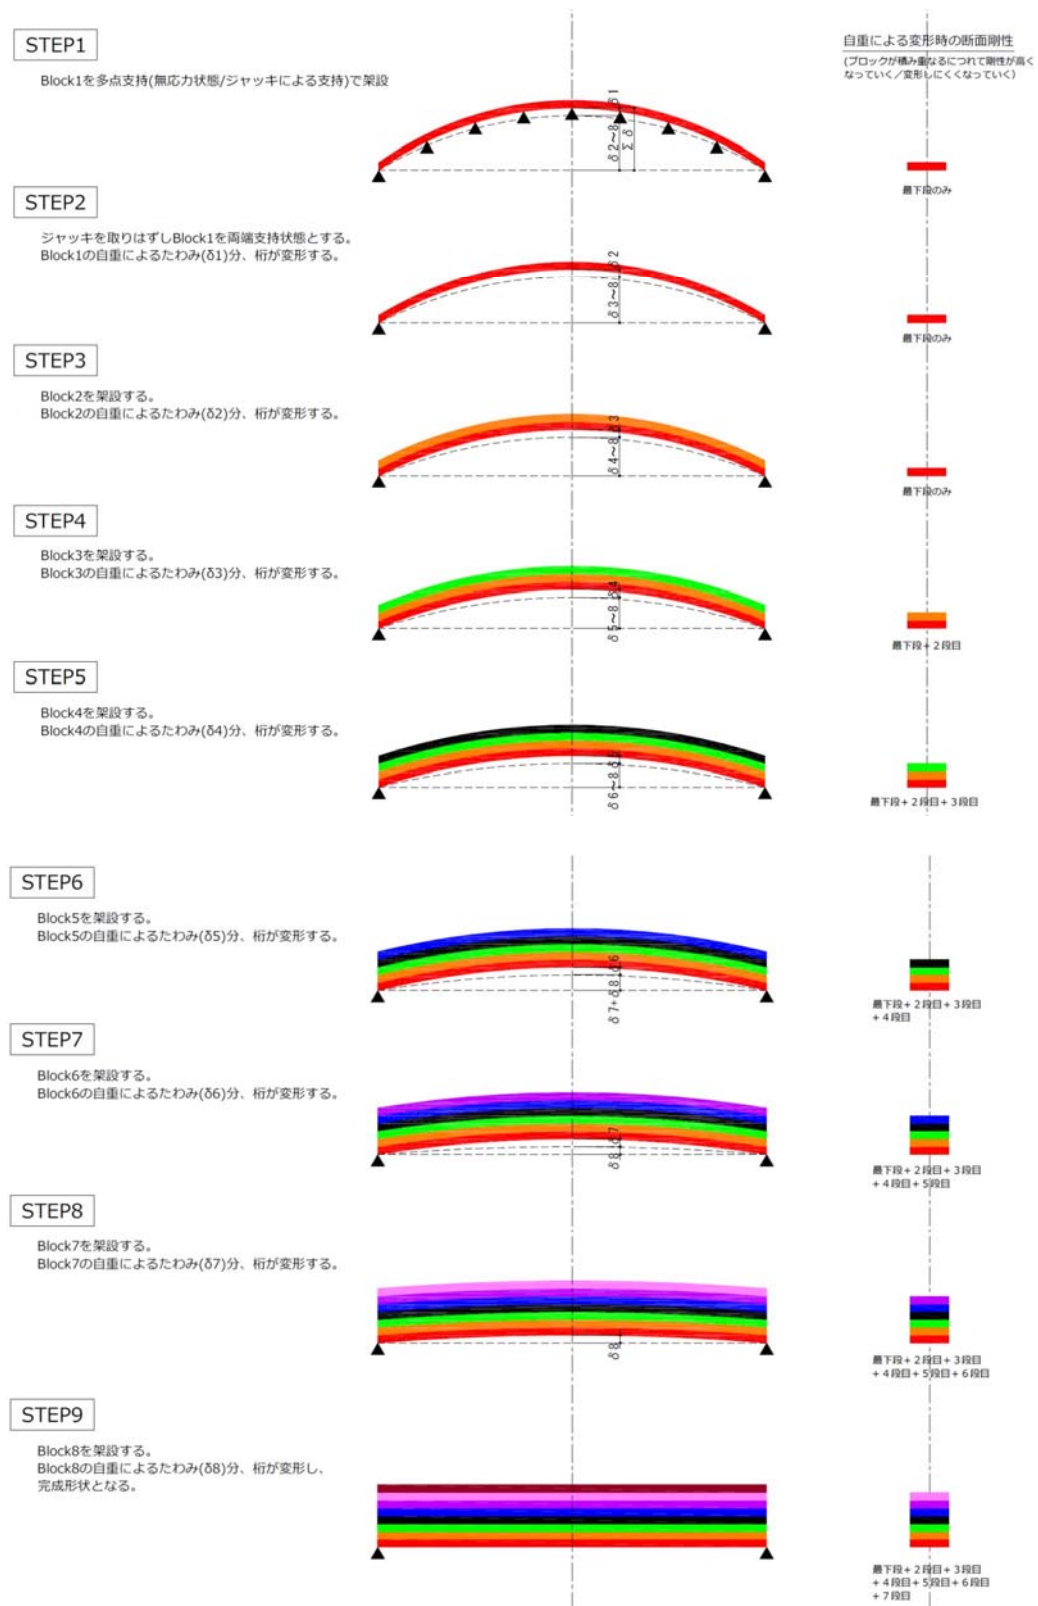 STEP1
自重による変形時の断面剛性
(ブロックが積み重なるにつれて剛性が高く
なっていく／変形しにくくなっていく)
Block1を多点支持(無応力状態/ジャッキによる支持)で架設
δ2～8
δ1
Σδ
最下段のみ
STEP2
ジャッキを取りはずしBlock1を両端支持状態とする。
Block1の自重によるたわみ(δ1)分、桁が変形する。
δ3～8
δ2
最下段のみ
STEP3
Block2を架設する。
Block2の自重によるたわみ(δ2)分、桁が変形する。
δ4～8
δ3
最下段のみ
STEP4
Block3を架設する。
Block3の自重によるたわみ(δ3)分、桁が変形する。
δ5～8
δ4
最下段+2段目
STEP5
Block4を架設する。
Block4の自重によるたわみ(δ4)分、桁が変形する。
δ6～8
δ5
最下段+2段目+3段目
STEP6
Block5を架設する。
Block5の自重によるたわみ(δ5)分、桁が変形する。
δ7+δ8
δ6
最下段+2段目+3段目
+4段目
STEP7
Block6を架設する。
Block6の自重によるたわみ(δ6)分、桁が変形する。
δ8
δ7
最下段+2段目+3段目
+4段目+5段目
STEP8
Block7を架設する。
Block7の自重によるたわみ(δ7)分、桁が変形する。
δ8
最下段+2段目+3段目
+4段目+5段目+6段目
STEP9
Block8を架設する。
Block8の自重によるたわみ(δ8)分、桁が変形し、
完成形状となる。
最下段+2段目+3段目
+4段目+5段目+6段目
+7段目